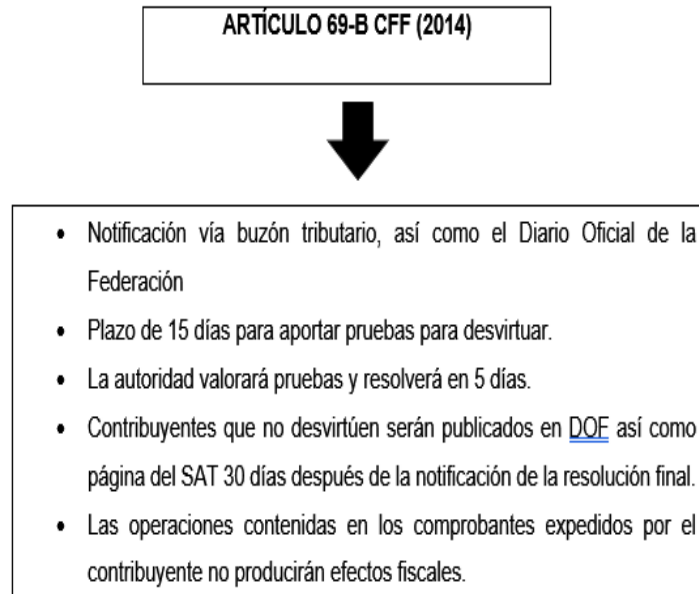 ARTÍCULO 69-B CFF (2014)
• Notificación vía buzón tributario, así como el Diario Oficial de la
Federación
• Plazo de 15 días para aportar pruebas para desvirtuar.
• La autoridad valorará pruebas y resolverá en 5 días.
• Contribuyentes que no desvirtúen serán publicados en DOF así como
página del SAT 30 días después de la notificación de la resolución final.
• Las operaciones contenidas en los comprobantes expedidos por el
contribuyente no producirán efectos fiscales.